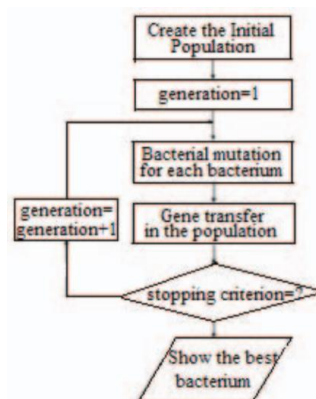 Create the Initial
Population
generation=1
Bacterial mutation
for each bacterium
generation=
generation+1
Gene transfer
in the population
stopping criterion=?
Show the best
bacterium